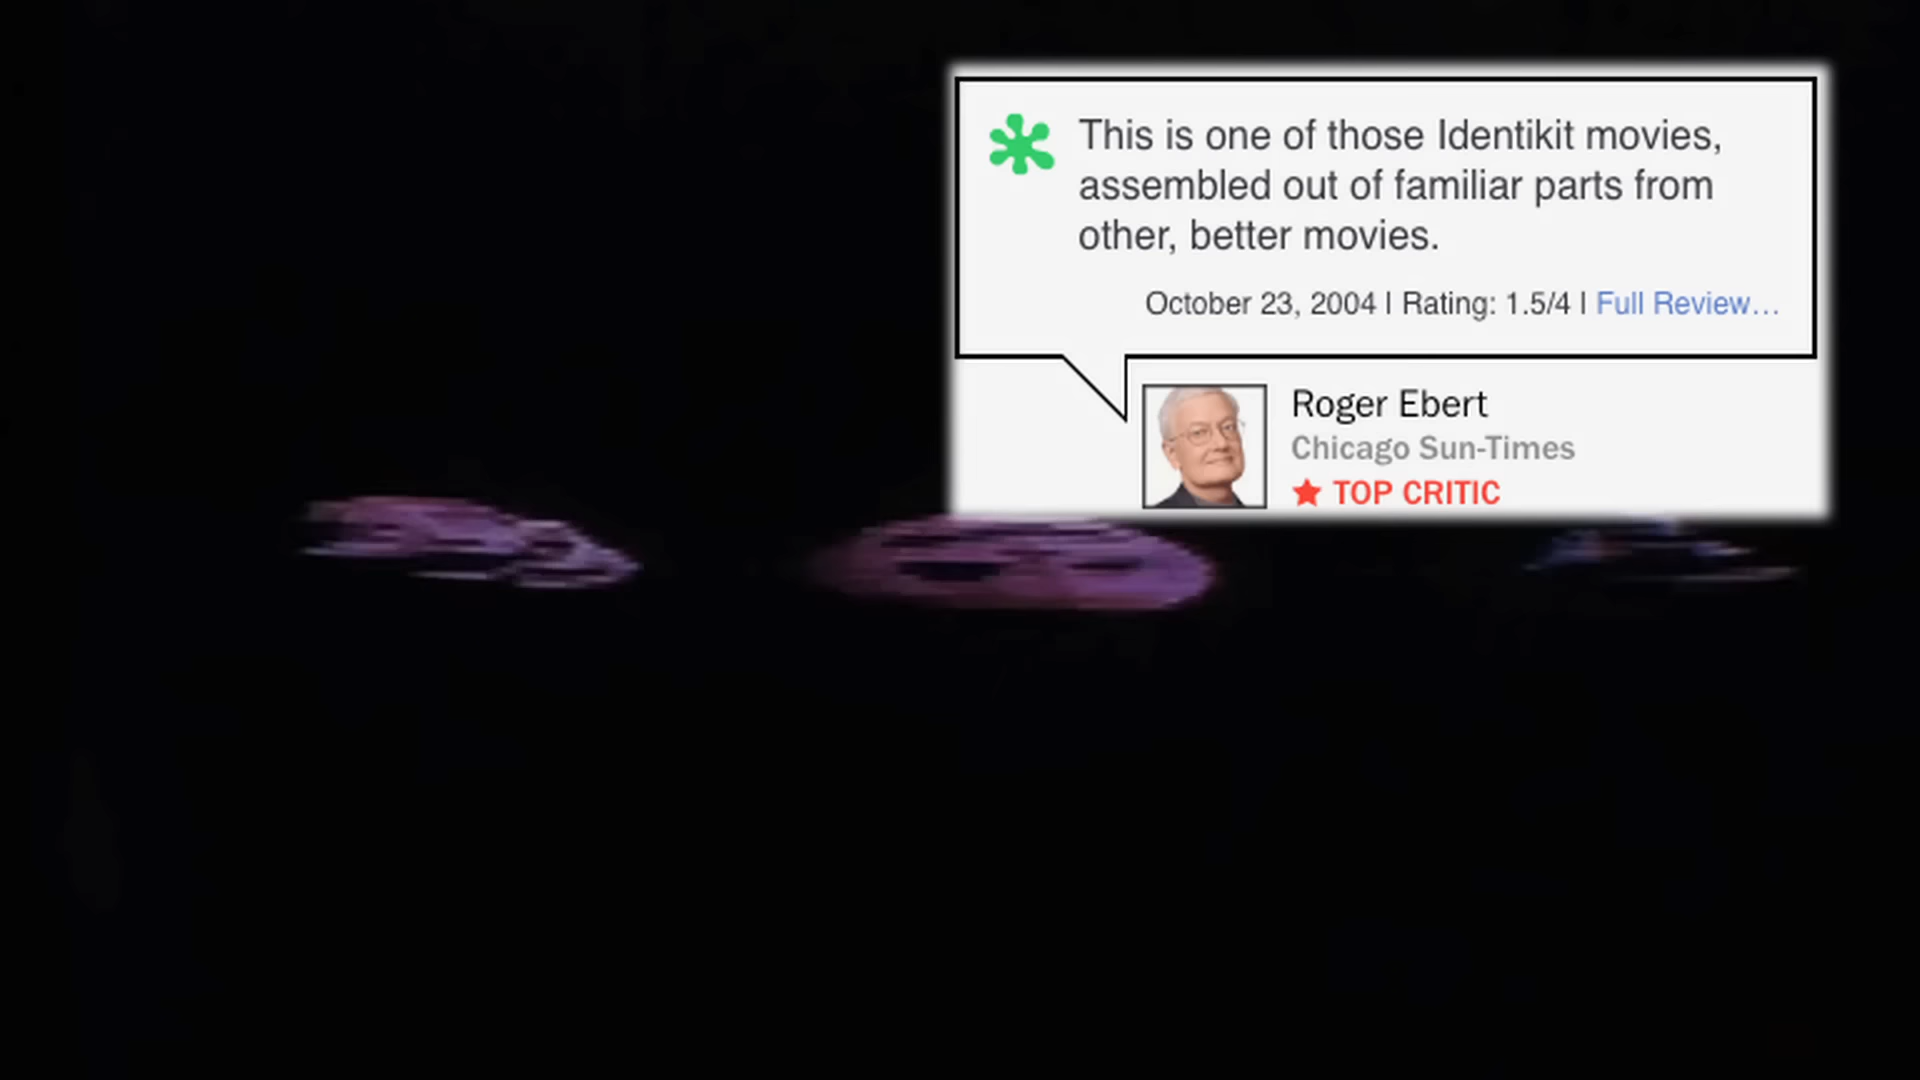 This is one of those Identikit movies,
assembled out of familiar parts from
other, better movies.
October 23, 2004 | Rating: 1.5/4 | Full Review…
Roger Ebert
Chicago Sun-Times
TOP CRITIC